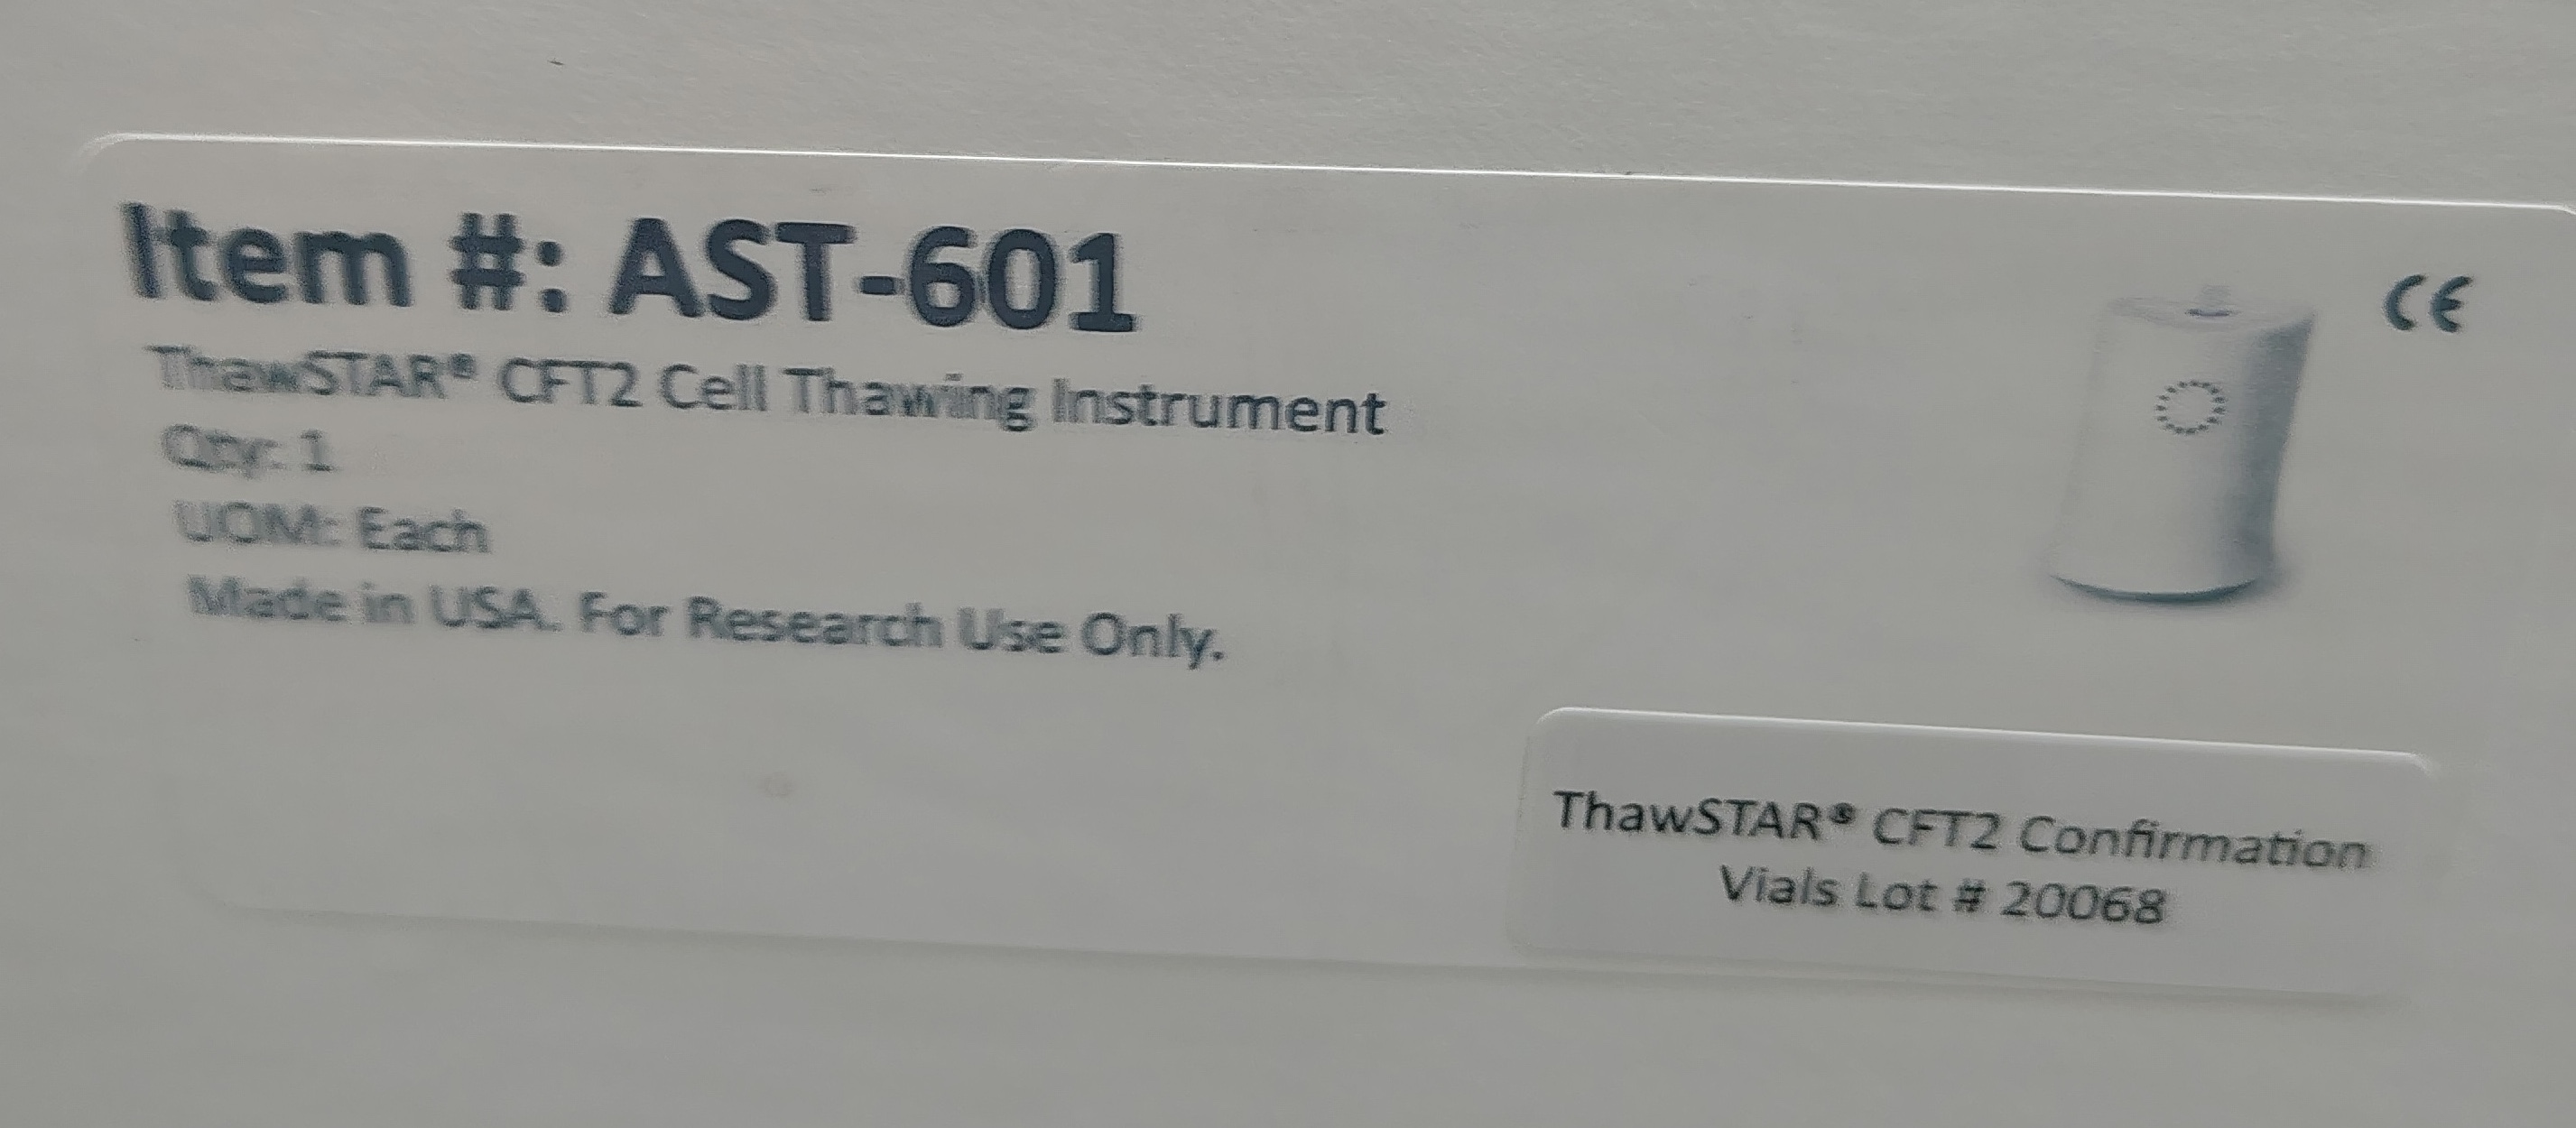 Item #: AST-601
ThawSTAR® CFT2 Cell Thawing Instrument
Qty: 1
UOM: Each
Made in USA. For Research Use Only.
CE
ThawSTAR® CFT2 Confirmation
Vials Lot # 20068